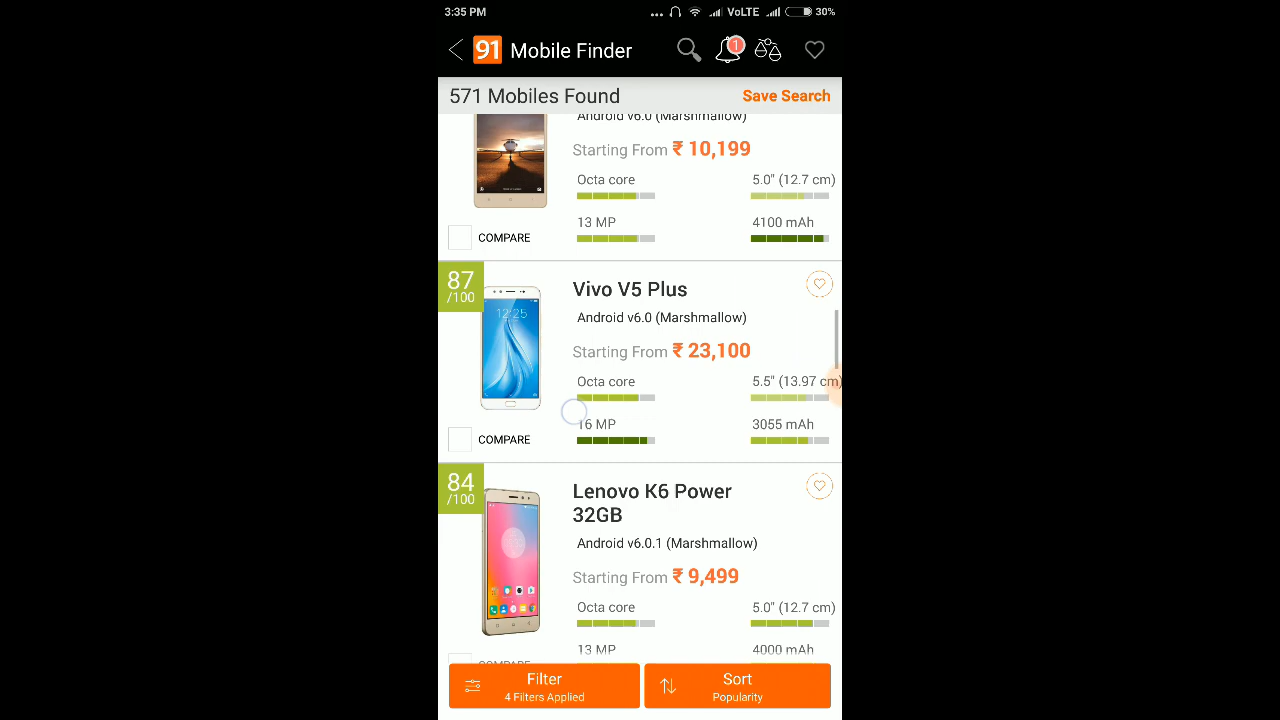 3:35 PM ... VoLTE 30%
91 Mobile Finder 1
571 Mobiles Found Save Search
Android v6.0 (Marshmallow)
Starting From ₹ 10,199
Octa core 5.0" (12.7 cm)
13 MP 4100 mAh
COMPARE
87
/100
Vivo V5 Plus
12:25
Android v6.0 (Marshmallow)
Starting From ₹ 23,100
Octa core 5.5" (13.97 cm)
16 MP 3055 mAh
COMPARE
84
/100
Lenovo K6 Power
32GB
Android v6.0.1 (Marshmallow)
Starting From ₹ 9,499
Octa core 5.0" (12.7 cm)
13 MP 4000 mAh
COMPARE
Filter Sort
4 Filters Applied Popularity